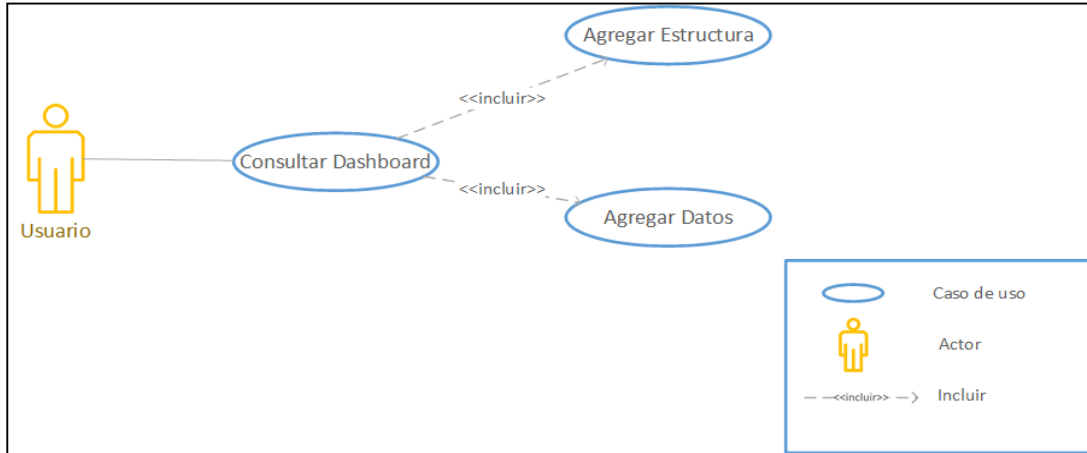 Agregar Estructura
<<incluir>>
Consultar Dashboard
<<incluir>>
Usuario
Agregar Datos
Caso de uso
Actor
<<incluir>>
Incluir